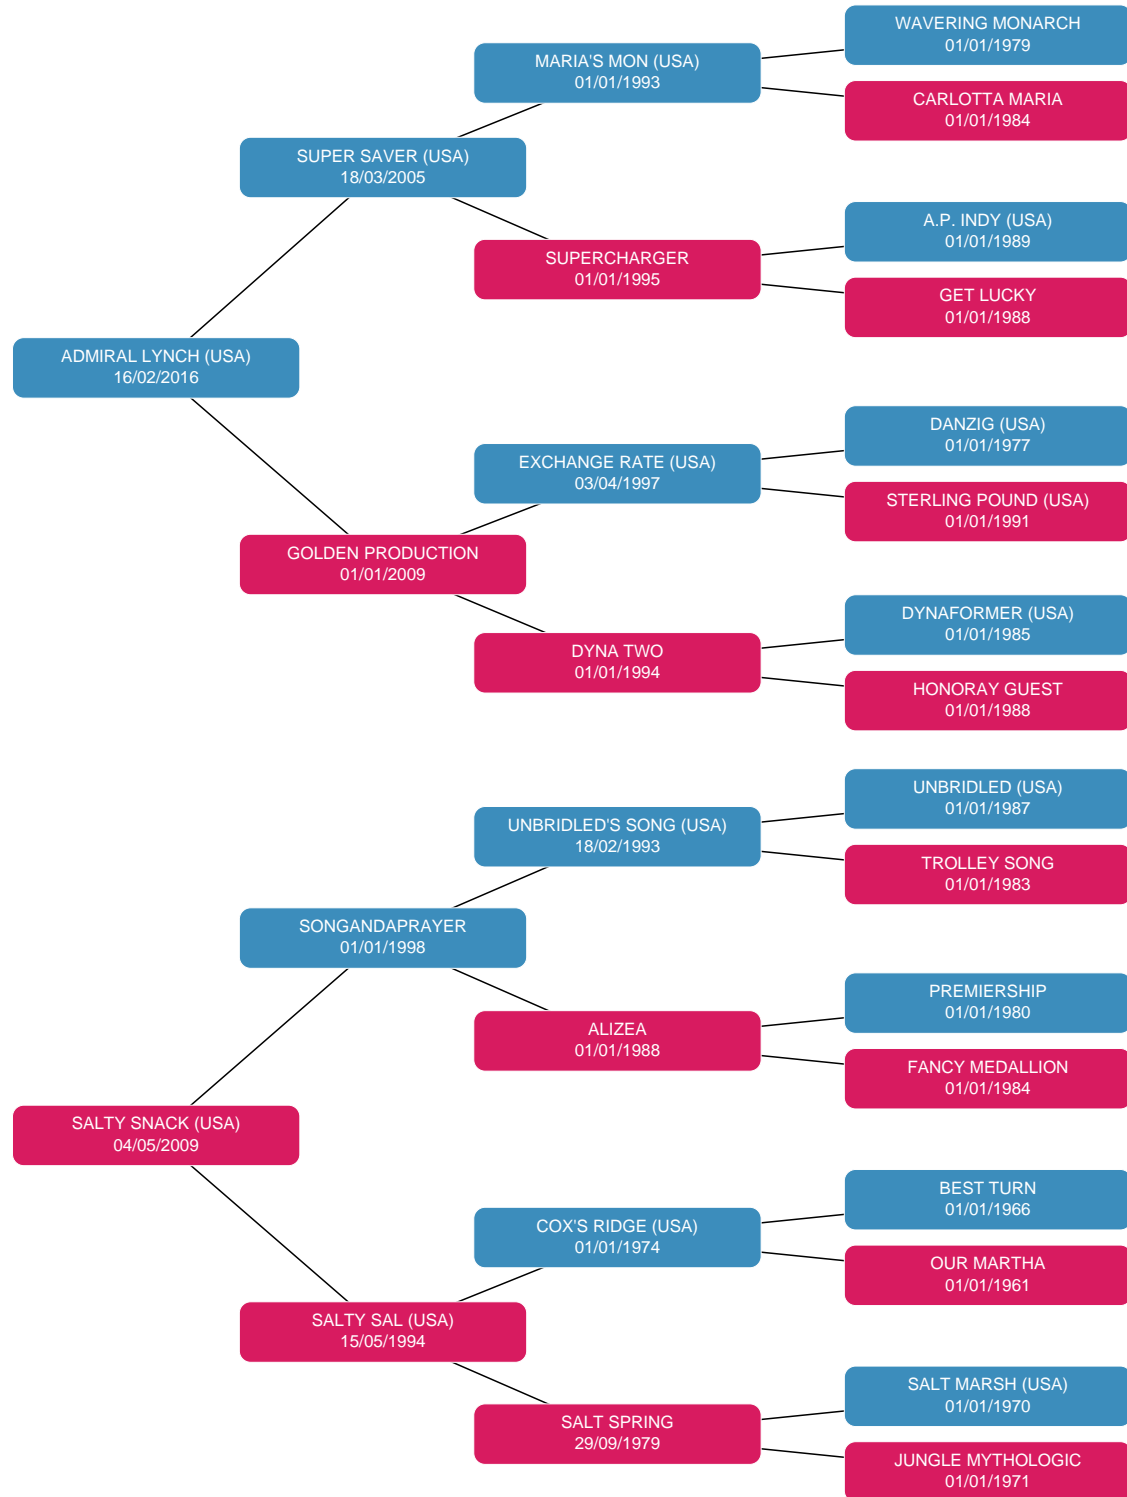 WAVERING MONARCH
01/01/1979
MARIA'S MON (USA)
01/01/1993
CARLOTTA MARIA
01/01/1984
SUPER SAVER (USA)
18/03/2005
A.P. INDY (USA)
01/01/1989
SUPERCHARGER
01/01/1995
GET LUCKY
01/01/1988
ADMIRAL LYNCH (USA)
16/02/2016
DANZIG (USA)
01/01/1977
EXCHANGE RATE (USA)
03/04/1997
STERLING POUND (USA)
01/01/1991
GOLDEN PRODUCTION
01/01/2009
DYNAFORMER (USA)
01/01/1985
DYNA TWO
01/01/1994
HONORAY GUEST
01/01/1988
UNBRIDLED (USA)
01/01/1987
UNBRIDLED'S SONG (USA)
18/02/1993
TROLLEY SONG
01/01/1983
SONGANDAPRAYER
01/01/1998
PREMIERSHIP
01/01/1980
ALIZEA
01/01/1988
FANCY MEDALLION
01/01/1984
SALTY SNACK (USA)
04/05/2009
BEST TURN
01/01/1966
COX'S RIDGE (USA)
01/01/1974
OUR MARTHA
01/01/1961
SALTY SAL (USA)
15/05/1994
SALT MARSH (USA)
01/01/1970
SALT SPRING
29/09/1979
JUNGLE MYTHOLOGIC
01/01/1971